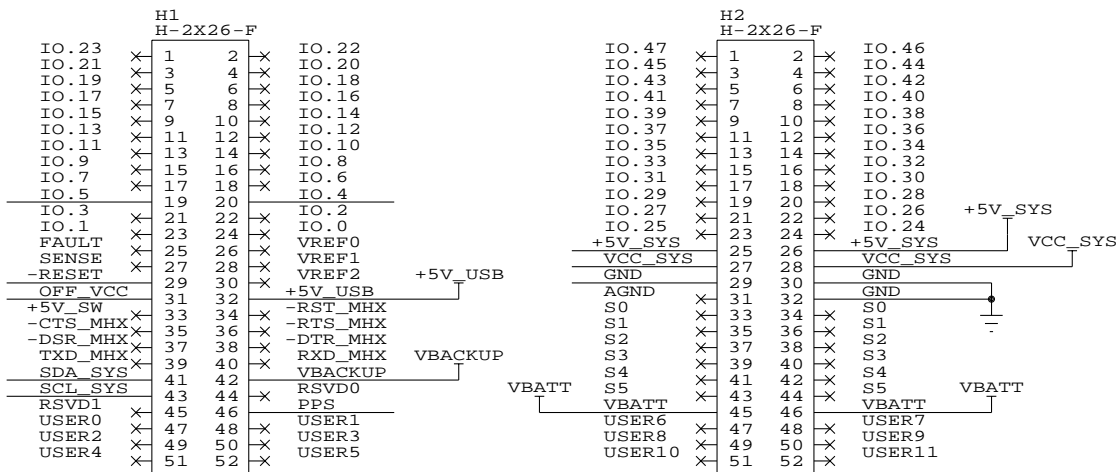 H1 H2
H-2X26-F H-2X26-F
IO.23 1 2 IO.22 IO.47 1 2 IO.46
IO.21 3 4 IO.20 IO.45 3 4 IO.44
IO.19 5 6 IO.18 IO.43 5 6 IO.42
IO.17 7 8 IO.16 IO.41 7 8 IO.40
IO.15 9 10 IO.14 IO.39 9 10 IO.38
IO.13 11 12 IO.12 IO.37 11 12 IO.36
IO.11 13 14 IO.10 IO.35 13 14 IO.34
IO.9 15 16 IO.8 IO.33 15 16 IO.32
IO.7 17 18 IO.6 IO.31 17 18 IO.30
IO.5 19 20 IO.4 IO.29 19 20 IO.28
IO.3 21 22 IO.2 IO.27 21 22 IO.26 +5V_SYS
IO.1 23 24 IO.0 IO.25 23 24 IO.24
FAULT 25 26 VREF0 +5V_SYS 25 26 +5V_SYS VCC_SYS
SENSE 27 28 VREF1 VCC_SYS 27 28 VCC_SYS
-RESET 29 30 VREF2 +5V_USB GND 29 30 GND
OFF_VCC 31 32 +5V_USB AGND 31 32 GND
+5V_SW 33 34 -RST_MHX S0 33 34 S0
-CTS_MHX 35 36 -RTS_MHX S1 35 36 S1
-DSR_MHX 37 38 -DTR_MHX S2 37 38 S2
TXD_MHX 39 40 RXD_MHX VBACKUP S3 39 40 S3
SDA_SYS 41 42 VBACKUP S4 41 42 S4
SCL_SYS 43 44 RSVD0 VBATT S5 43 44 S5 VBATT
RSVD1 45 46 PPS VBATT 45 46 VBATT
USER0 47 48 USER1 USER6 47 48 USER7
USER2 49 50 USER3 USER8 49 50 USER9
USER4 51 52 USER5 USER10 51 52 USER11